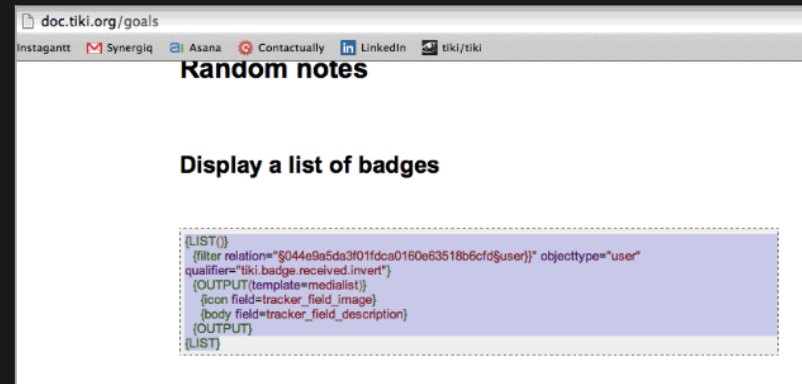 doc.tiki.org/goals
Instagantt Synergiq Asana Contactually LinkedIn tiki/tiki
Random notes
Display a list of badges
{LIST()}
{filter relation="§044e9a5da3f01fdca0160e63518b6cfd§user}}" objecttype="user"
qualifier="tiki.badge.received.invert"}
{OUTPUT(template=medialist)}
{icon field=tracker_field_image}
{body field=tracker_field_description}
{OUTPUT}
{LIST}